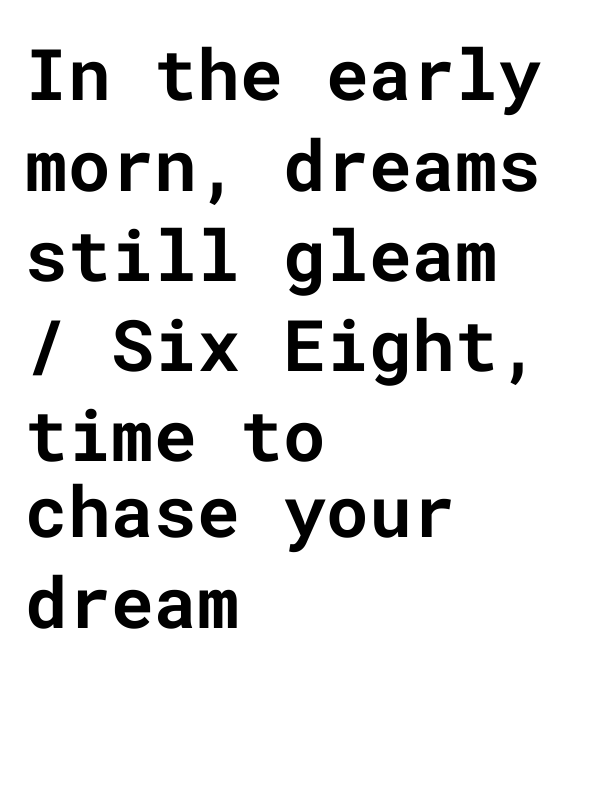 In the early
morn, dreams
still gleam
/ Six Eight,
time to
chase your
dream